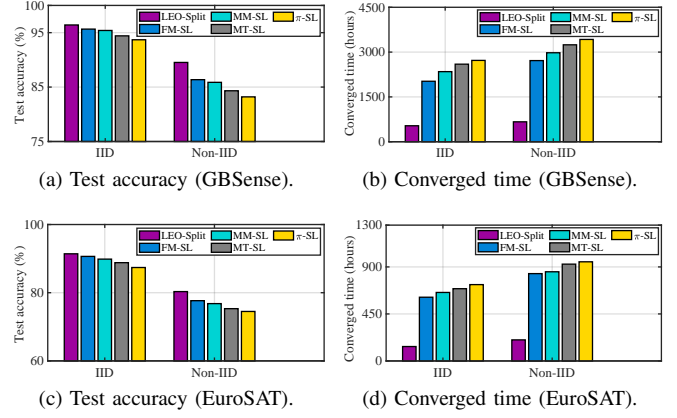 LEO-Split MM-SL π-SL
FM-SL MT-SL
Test accuracy (%)
95
85
75
IID Non-IID
(a) Test accuracy (GBSense).
LEO-Split MM-SL π-SL
FM-SL MT-SL
Converged time (hours)
4500
3000
1500
0
IID Non-IID
(b) Converged time (GBSense).
LEO-Split MM-SL π-SL
FM-SL MT-SL
Test accuracy (%)
100
80
60
IID Non-IID
(c) Test accuracy (EuroSAT).
LEO-Split MM-SL π-SL
FM-SL MT-SL
Converged time (hours)
1300
900
450
0
IID Non-IID
(d) Converged time (EuroSAT).